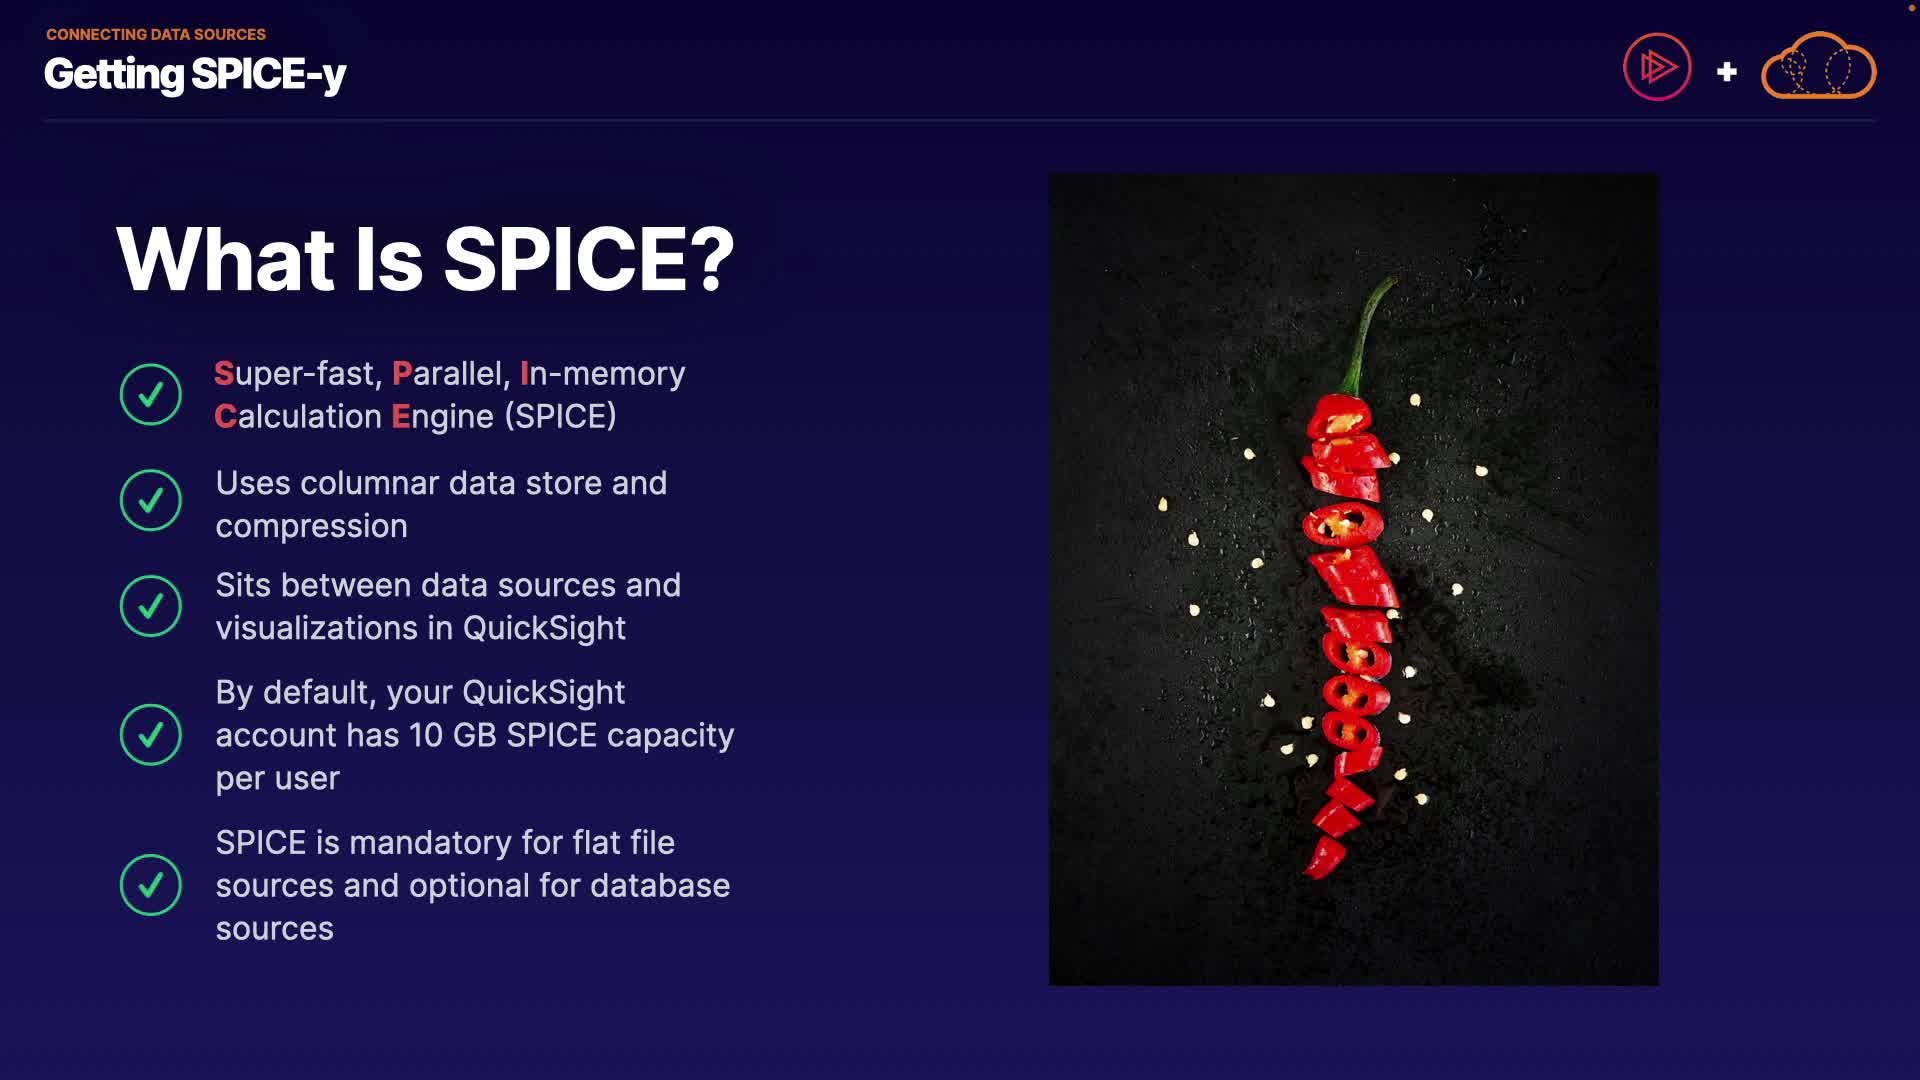 CONNECTING DATA SOURCES
Getting SPICE-y
What Is SPICE?
Super-fast, Parallel, In-memory
Calculation Engine (SPICE)
Uses columnar data store and
compression
Sits between data sources and
visualizations in QuickSight
By default, your QuickSight
account has 10 GB SPICE capacity
per user
SPICE is mandatory for flat file
sources and optional for database
sources